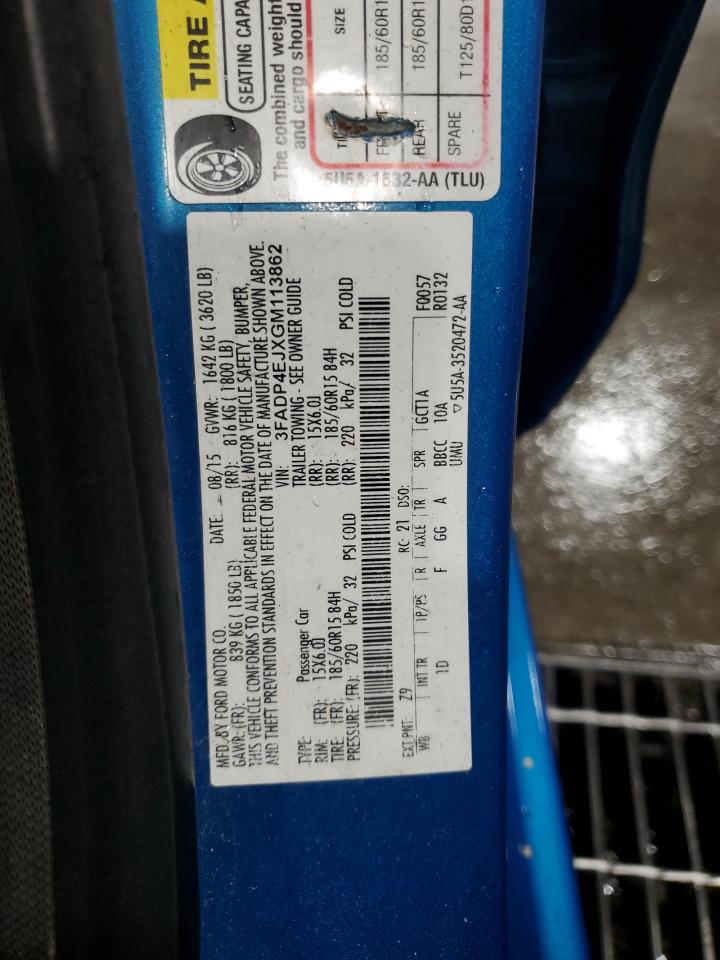 TIRE
SEATING CAPA
The combined weight
and cargo should
SIZE
185/60R1
185/60R1
T125/80D1
REAR
SPARE
5U5A-1532-AA (TLU)
MFD. BY FORD MOTOR CO. DATE: 08/15 GVWR: 1642 KG ( 3620 LB)
GAWR: (FR): 839 KG ( 1850 LB) (RR): 816 KG ( 1800 LB)
THIS VEHICLE CONFORMS TO ALL APPLICABLE FEDERAL MOTOR VEHICLE SAFETY, BUMPER,
AND THEFT PREVENTION STANDARDS IN EFFECT ON THE DATE OF MANUFACTURE SHOWN ABOVE.
VIN: 3FADP4EJXGM113862
TYPE: Passenger Car TRAILER TOWING - SEE OWNER GUIDE
RIM: (FR): 15X6.0J (RR): 15X6.0J
TIRE: (FR): 185/60R15 84H (RR): 185/60R15 84H
PRESSURE: (FR): 220 kPa/ 32 PSI COLD (RR): 220 kPa/ 32 PSI COLD
EXT PNT: Z9 RC: 21 DSO: F0057
WB INT TR TP/PS R AXLE TR SPR GCT1A R0132
1D F GG A BBCC 10A
UMU ▽5U5A-3520472-AA